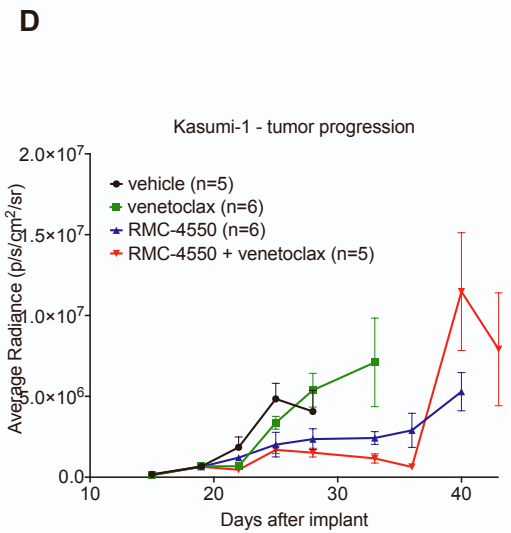 D
Kasumi-1 - tumor progression
2.0×10⁷
1.5×10⁷
1.0×10⁷
5.0×10⁶
0.0
Average Radiance (p/s/cm²/sr)
vehicle (n=5)
venetoclax (n=6)
RMC-4550 (n=6)
RMC-4550 + venetoclax (n=5)
10 20 30 40
Days after implant